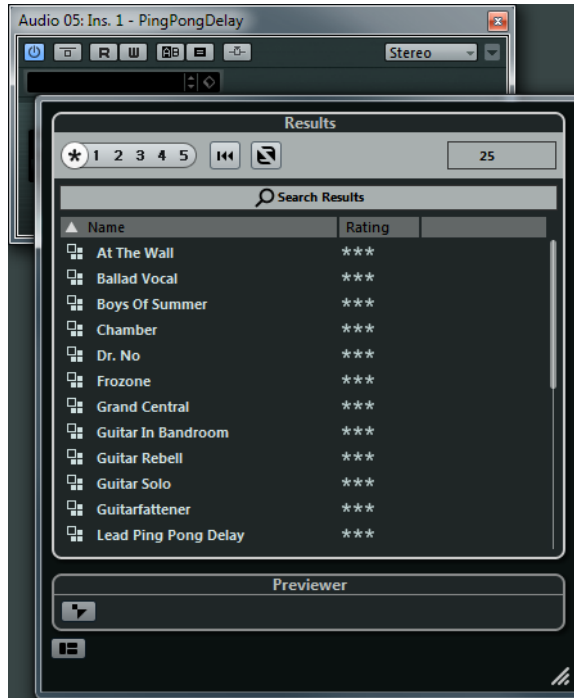 Audio 05: Ins. 1 - PingPongDelay
R W AB Stereo
Results
* 1 2 3 4 5 25
Search Results
Name Rating
At The Wall ***
Ballad Vocal ***
Boys Of Summer ***
Chamber ***
Dr. No ***
Frozone ***
Grand Central ***
Guitar In Bandroom ***
Guitar Rebell ***
Guitar Solo ***
Guitarfattener ***
Lead Ping Pong Delay ***
Previewer